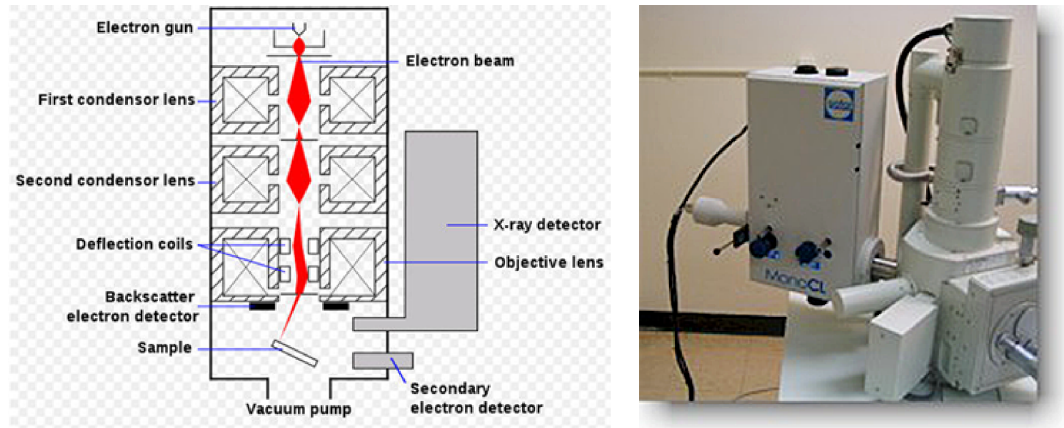 Electron gun
Electron beam
First condensor lens
Second condensor lens
X-ray detector
Deflection coils
Objective lens
Backscatter
electron detector
Sample
Secondary
electron detector
Vacuum pump
MonoCL